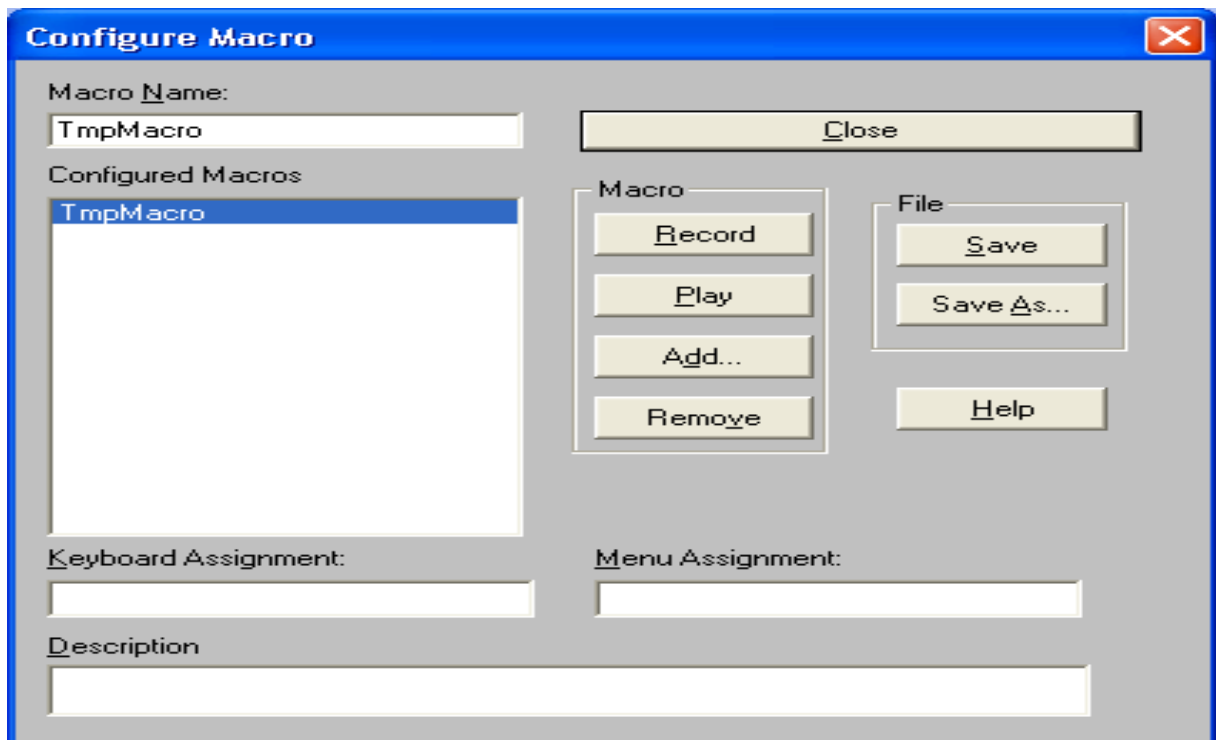 Configure Macro
Macro Name:
TmpMacro
Close
Configured Macros
TmpMacro
Macro
Record
Play
Add...
Remove
File
Save
Save As...
Help
Keyboard Assignment:
Menu Assignment:
Description